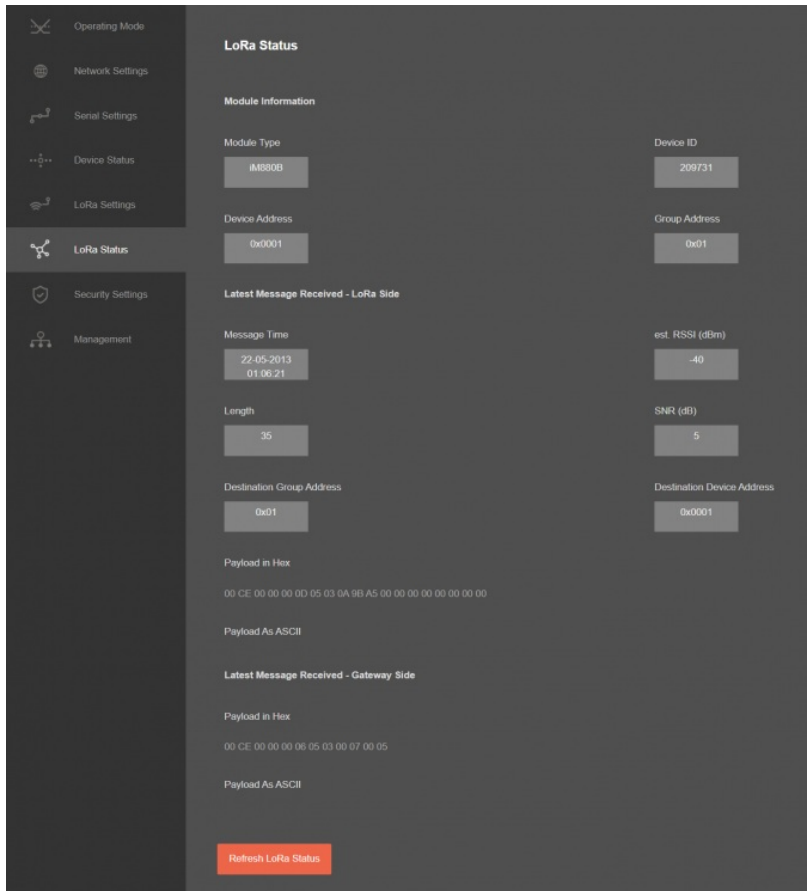 Operating Mode
Network Settings
Serial Settings
Device Status
LoRa Settings
LoRa Status
Security Settings
Management
LoRa Status
Module Information
Module Type
Device ID
iM880B
209731
Device Address
Group Address
0x0001
0x01
Latest Message Received - LoRa Side
Message Time
est. RSSI (dBm)
22-05-2013
01:06:21
-40
Length
SNR (dB)
35
5
Destination Group Address
Destination Device Address
0x01
0x0001
Payload in Hex
00 CE 00 00 00 0D 05 03 0A 9B A5 00 00 00 00 00 00 00 00
Payload As ASCII
Latest Message Received - Gateway Side
Payload in Hex
00 CE 00 00 00 06 05 03 00 07 00 05
Payload As ASCII
Refresh LoRa Status